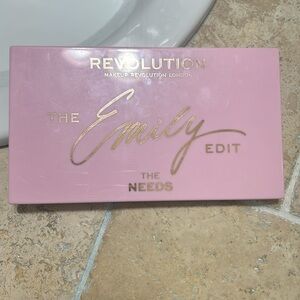 REVOLUTION
MAKEUP REVOLUTION LONDON
THE Emily EDIT
THE
NEEDS